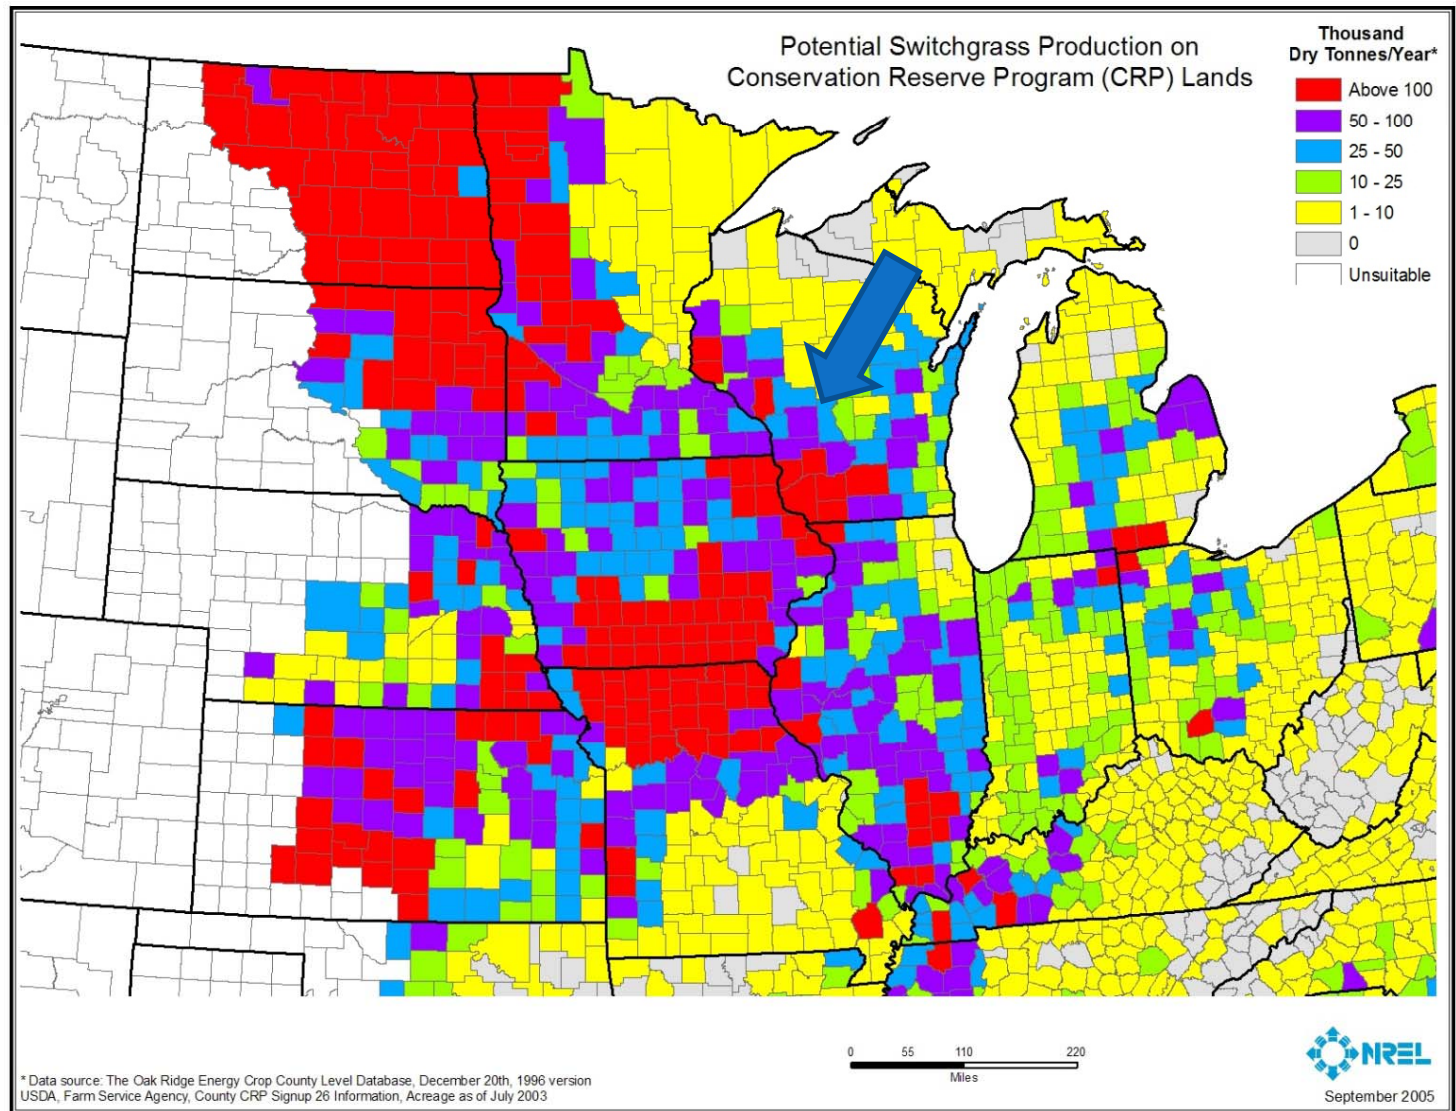 Potential Switchgrass Production on
Conservation Reserve Program (CRP) Lands
Thousand
Dry Tonnes/Year*
Above 100
50 - 100
25 - 50
10 - 25
1 - 10
0
Unsuitable
0 55 110 220
Miles
* Data source: The Oak Ridge Energy Crop County Level Database, December 20th, 1996 version
USDA, Farm Service Agency, County CRP Signup 26 Information, Acreage as of July 2003
NREL
September 2005